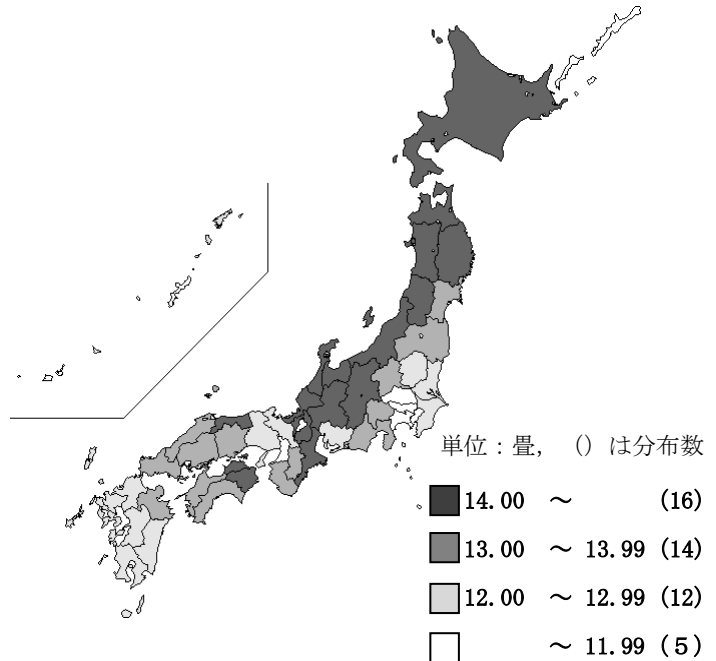 単位：畳， （）は分布数
14.00 ～ (16)
13.00 ～ 13.99 (14)
12.00 ～ 12.99 (12)
～ 11.99 (５)